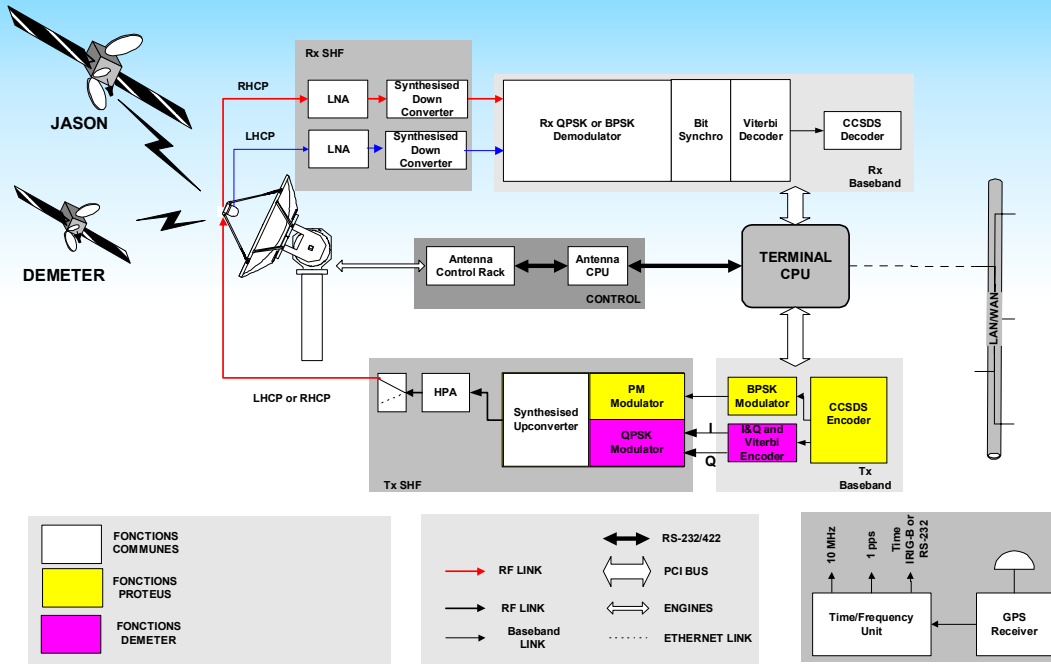 JASON
DEMETER
Rx SHF
RHCP
LNA
Synthesised
Down
Converter
LHCP
LNA
Synthesised
Down
Converter
Rx QPSK or BPSK
Demodulator
Bit
Synchro
Viterbi
Decoder
CCSDS
Decoder
Rx
Baseband
Antenna
Control Rack
Antenna
CPU
CONTROL
TERMINAL
CPU
LAN/WAN
LHCP or RHCP
HPA
Synthesised
Upconverter
PM
Modulator
QPSK
Modulator
Tx SHF
I
Q
BPSK
Modulator
I&Q and
Viterbi
Encoder
CCSDS
Encoder
Tx
Baseband
FONCTIONS
COMMUNES
FONCTIONS
PROTEUS
FONCTIONS
DEMETER
RF LINK
RF LINK
Baseband
LINK
RS-232/422
PCI BUS
ENGINES
ETHERNET LINK
10 MHz
1 pps
Time
IRIG-B or
RS-232
Time/Frequency
Unit
GPS
Receiver